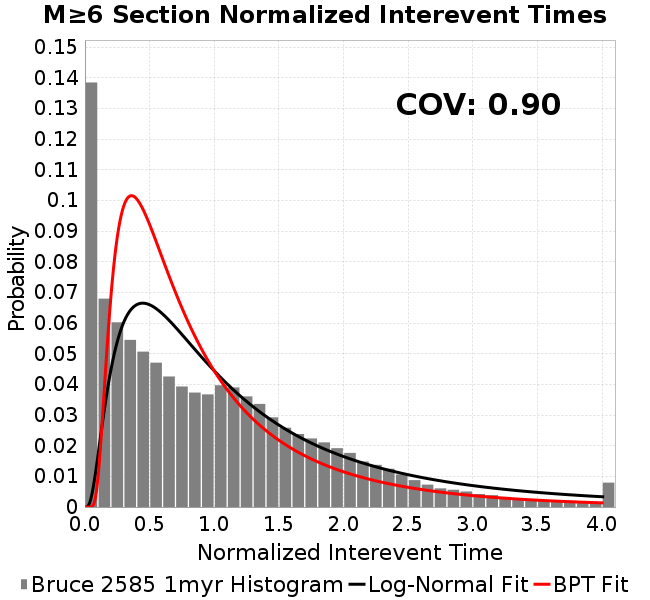 M≥6 Section Normalized Interevent Times
COV: 0.90
Probability
0.15
0.14
0.13
0.12
0.11
0.1
0.09
0.08
0.07
0.06
0.05
0.04
0.03
0.02
0.01
0
0.0 0.5 1.0 1.5 2.0 2.5 3.0 3.5 4.0
Normalized Interevent Time
Bruce 2585 1myr Histogram Log-Normal Fit BPT Fit